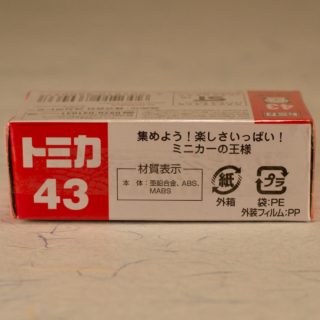 トミカ
43
集めよう！楽しさいっぱい！
ミニカーの王様
材質表示
本 体：亜鉛合金、ABS、
MABS
紙
外箱
プラ
袋：PE
外装フィルム：PP
43
ST